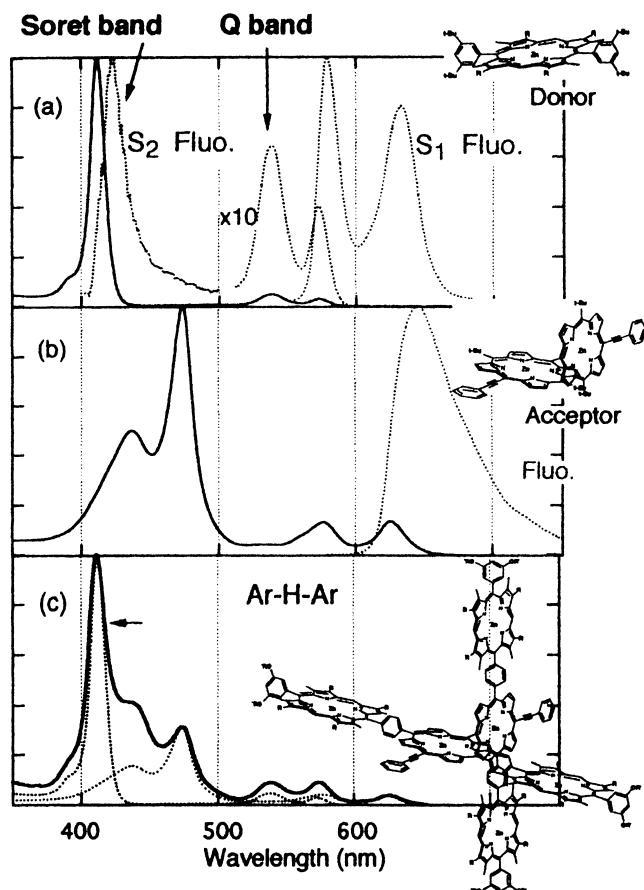 Soret band Q band
(a)
S2 Fluo.
S1 Fluo.
x10
Donor
(b)
Acceptor
Fluo.
(c)
Ar-H-Ar
400 500 600
Wavelength (nm)